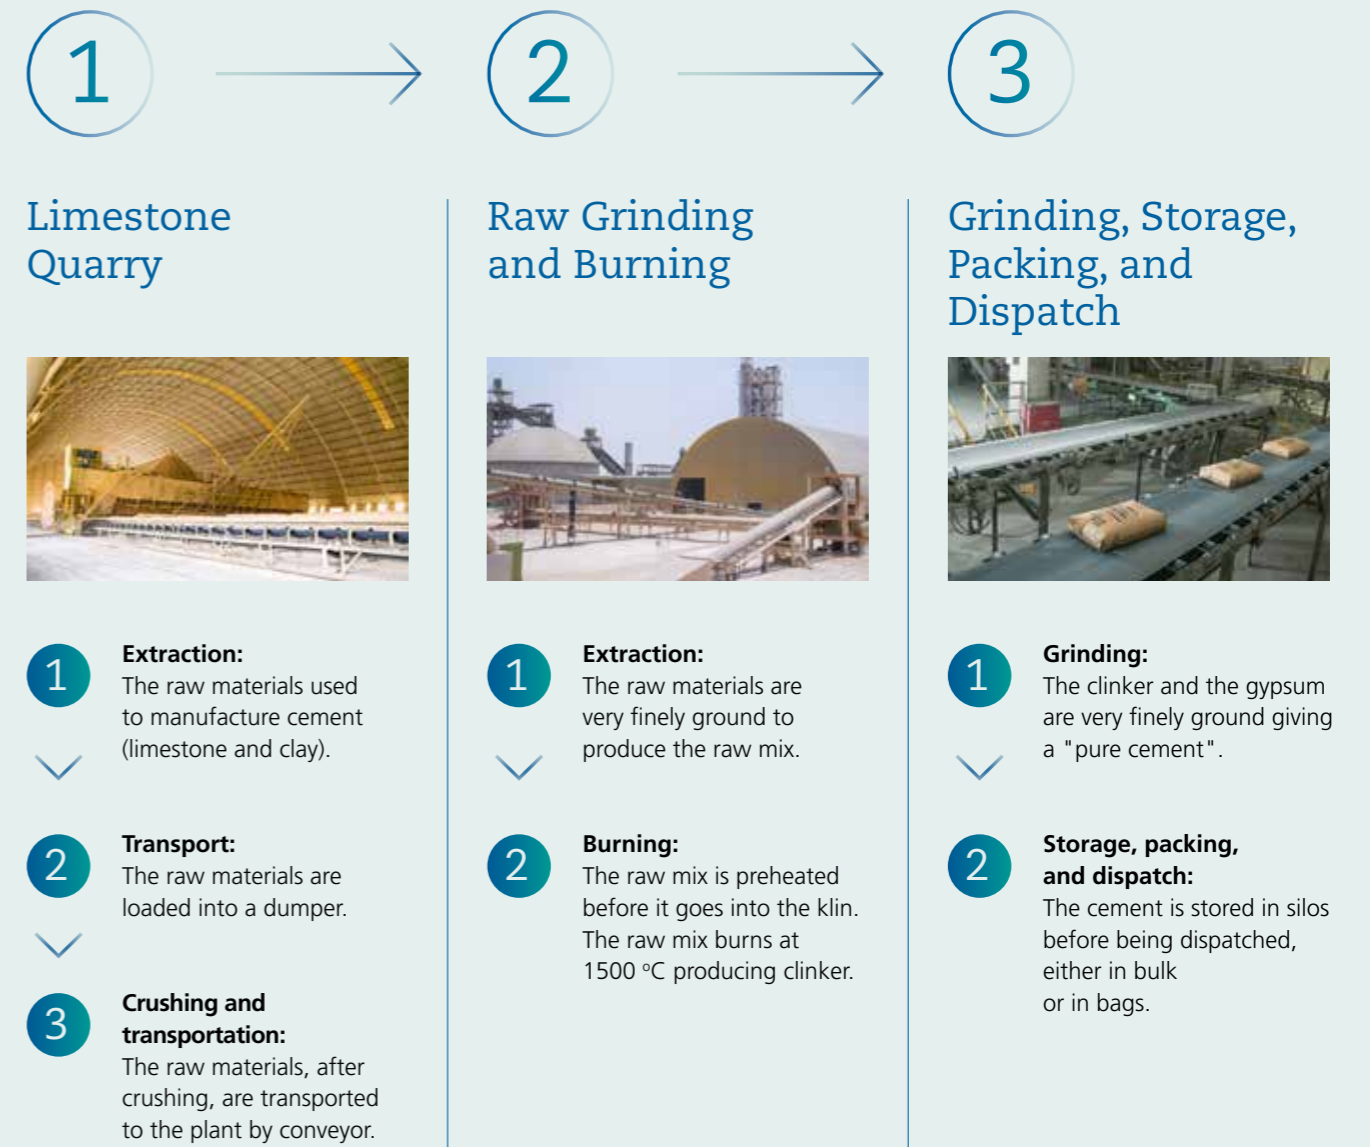 1
2
3
Limestone
Quarry
1
Extraction:
The raw materials used
to manufacture cement
(limestone and clay).
2
Transport:
The raw materials are
loaded into a dumper.
3
Crushing and
transportation:
The raw materials, after
crushing, are transported
to the plant by conveyor.
Raw Grinding
and Burning
1
Extraction:
The raw materials are
very finely ground to
produce the raw mix.
2
Burning:
The raw mix is preheated
before it goes into the klin.
The raw mix burns at
1500 ºC producing clinker.
Grinding, Storage,
Packing, and
Dispatch
1
Grinding:
The clinker and the gypsum
are very finely ground giving
a "pure cement".
2
Storage, packing,
and dispatch:
The cement is stored in silos
before being dispatched,
either in bulk
or in bags.